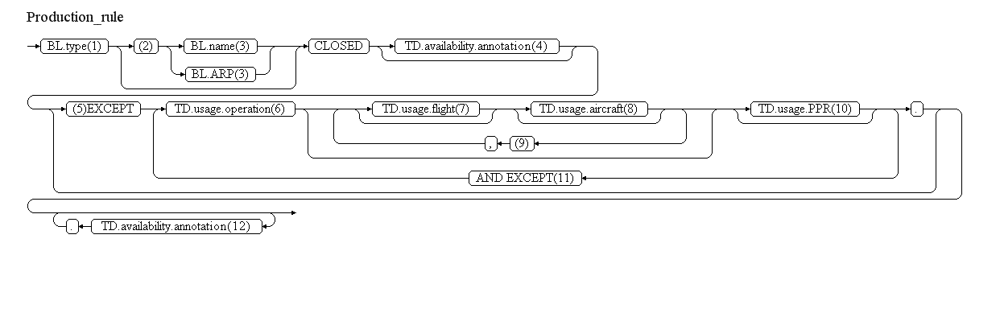 Production_rule
BL.type(1) (2) BL.name(3) CLOSED TD.availability.annotation(4)
BL.ARP(3)
(5)EXCEPT TD.usage.operation(6) TD.usage.flight(7) TD.usage.aircraft(8) TD.usage.PPR(10) .
, (9)
AND EXCEPT(11)
. TD.availability.annotation(12)